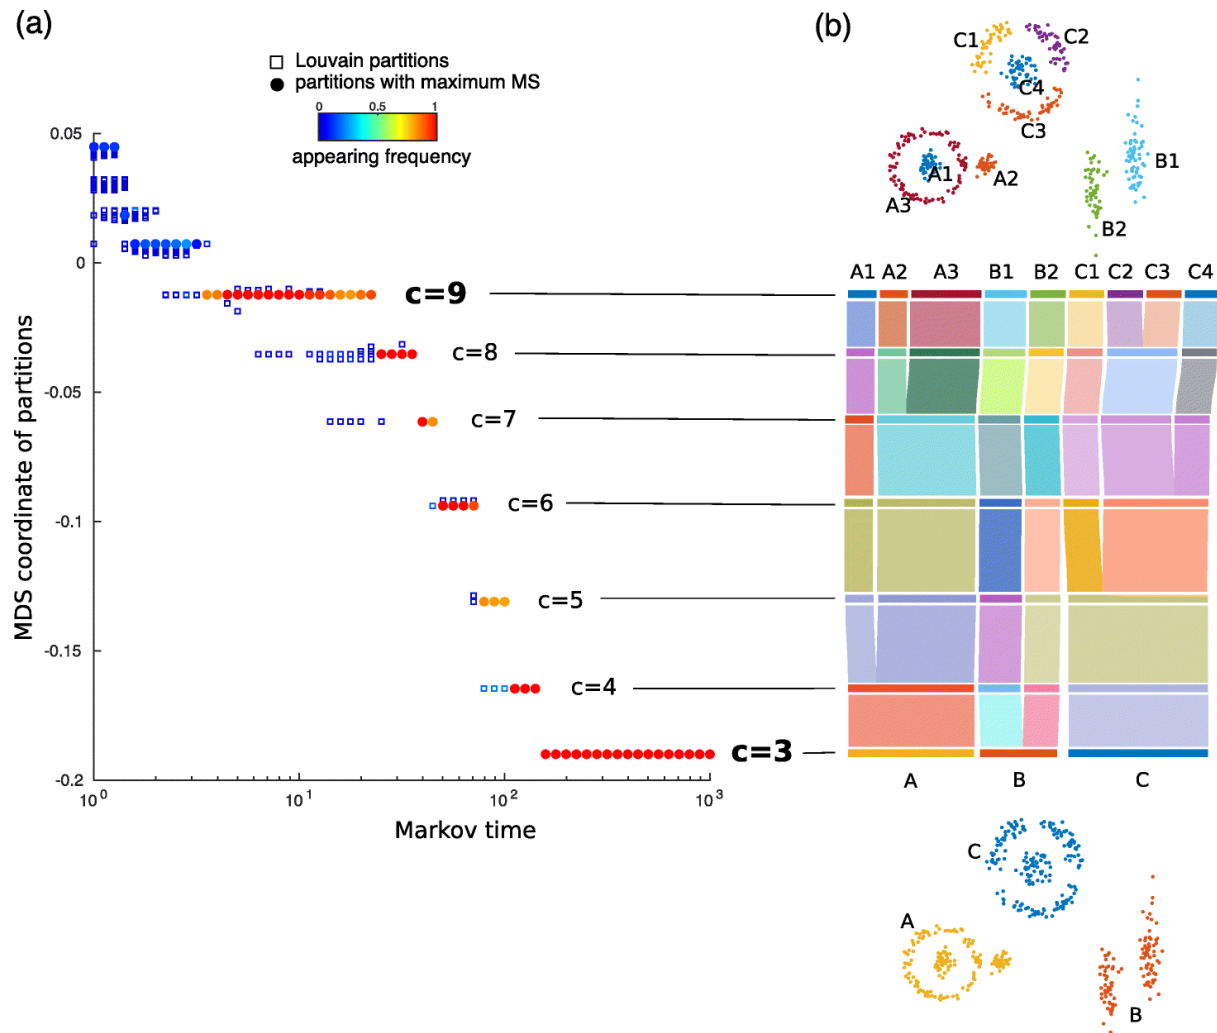 (a)
Louvain partitions
partitions with maximum MS
0 0.5 1
appearing frequency
0.05
0
-0.05
-0.1
-0.15
-0.2
MDS coordinate of partitions
10^0 10^1 10^2 10^3
Markov time
c=9
c=8
c=7
c=6
c=5
c=4
c=3
(b)
C1 C2
C4
C3
A1 A2
A3
B1
B2
A1 A2 A3 B1 B2 C1 C2 C3 C4
A B C
C
A
B